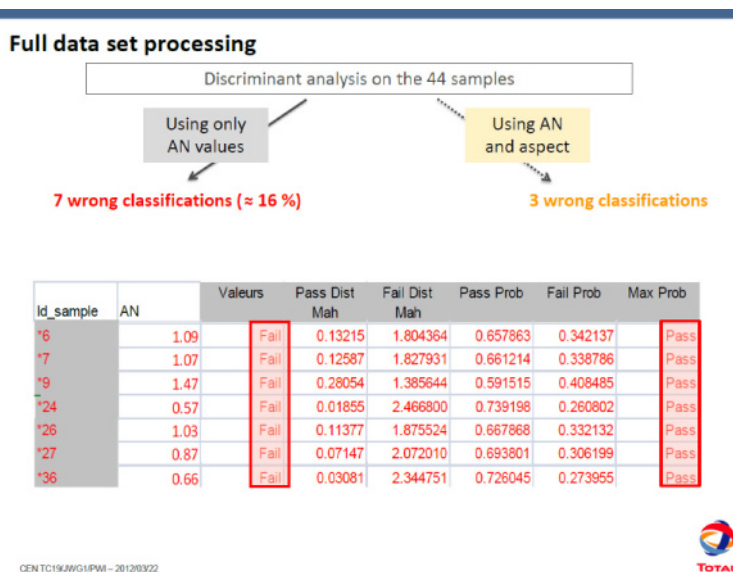 Full data set processing
Discriminant analysis on the 44 samples
Using only
AN values
Using AN
and aspect
7 wrong classifications (≈ 16 %)
3 wrong classifications
Id_sample AN Valeurs Pass Dist Mah Fail Dist Mah Pass Prob Fail Prob Max Prob
*6 1.09 Fail 0.13215 1.804364 0.657863 0.342137 Pass
*7 1.07 Fail 0.12587 1.827931 0.661214 0.338786 Pass
*9 1.47 Fail 0.28054 1.385644 0.591515 0.408485 Pass
*24 0.57 Fail 0.01855 2.466800 0.739198 0.260802 Pass
*26 1.03 Fail 0.11377 1.875524 0.667868 0.332132 Pass
*27 0.87 Fail 0.07147 2.072010 0.693801 0.306199 Pass
*36 0.66 Fail 0.03081 2.344751 0.726045 0.273955 Pass
CEN TC19/JWG1/PWI – 2012/03/22
TOTAL